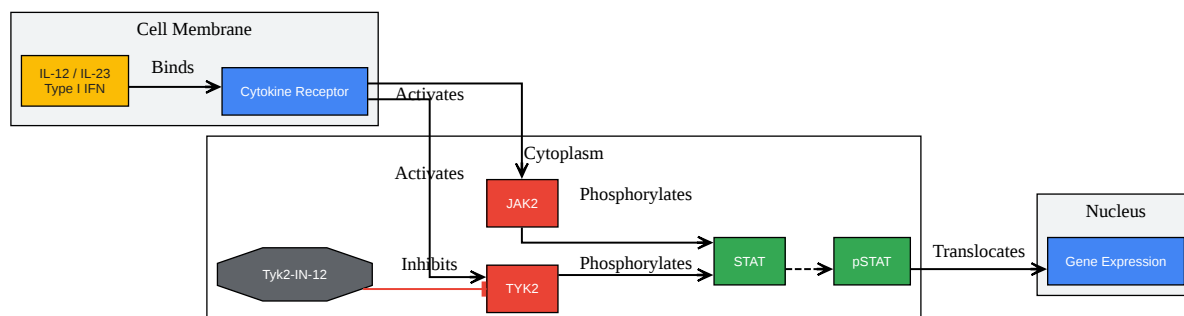 Cell Membrane
IL-12 / IL-23
Type I IFN
Binds
Cytokine Receptor
Activates
Cytoplasm
Activates
JAK2
Phosphorylates
Nucleus
Tyk2-IN-12
Inhibits
TYK2
Phosphorylates
STAT
pSTAT
Translocates
Gene Expression